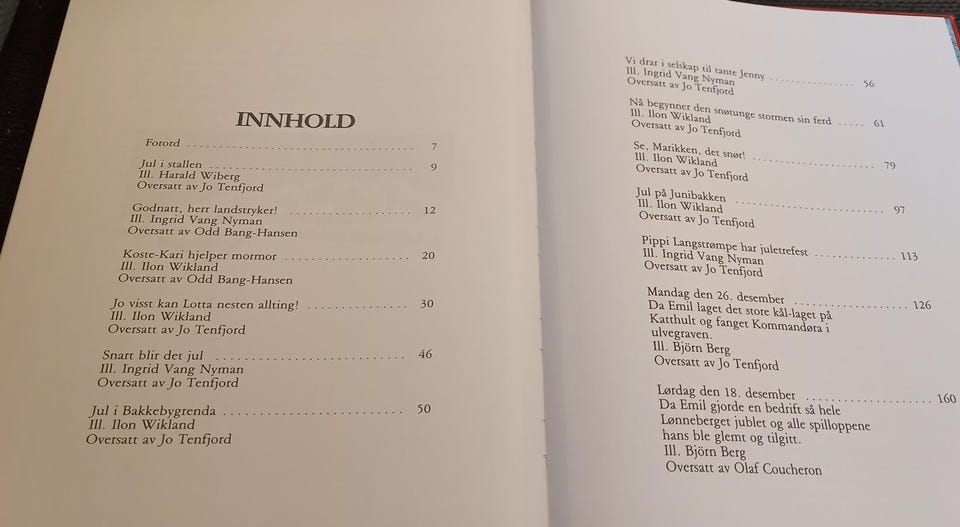 INNHOLD
Forord ........................................ 7
Jul i stallen .................................... 9
Ill. Harald Wiberg
Oversatt av Jo Tenfjord
Godnatt, herr landstryker! ......................... 12
Ill. Ingrid Vang Nyman
Oversatt av Odd Bang-Hansen
Koste-Kari hjelper mormor ......................... 20
Ill. Ilon Wikland
Oversatt av Odd Bang-Hansen
Jo visst kan Lotta nesten allting! ..................... 30
Ill. Ilon Wikland
Oversatt av Jo Tenfjord
Snart blir det jul ................................ 46
Ill. Ingrid Vang Nyman
Oversatt av Jo Tenfjord
Jul i Bakkebygrenda .............................. 50
Ill. Ilon Wikland
Oversatt av Jo Tenfjord
Vi drar i selskap til tante Jenny ................ 56
Ill. Ingrid Vang Nyman
Oversatt av Jo Tenfjord
Nå begynner den snøtunge stormen sin ferd ..... 61
Ill. Ilon Wikland
Oversatt av Jo Tenfjord
Se, Marikken, det snør! ....................... 79
Ill. Ilon Wikland
Oversatt av Jo Tenfjord
Jul på Junibakken ............................ 97
Ill. Ilon Wikland
Oversatt av Jo Tenfjord
Pippi Langstrømpe har juletrefest ............... 113
Ill. Ingrid Vang Nyman
Oversatt av Jo Tenfjord
Mandag den 26. desember .................... 126
Da Emil laget det store kål-laget på
Katthult og fanget Kommandøra i
ulvegraven.
Ill. Björn Berg
Oversatt av Jo Tenfjord
Lørdag den 18. desember ...................... 160
Da Emil gjorde en bedrift så hele
Lønneberget jublet og alle spilloppene
hans ble glemt og tilgitt.
Ill. Björn Berg
Oversatt av Olaf Coucheron